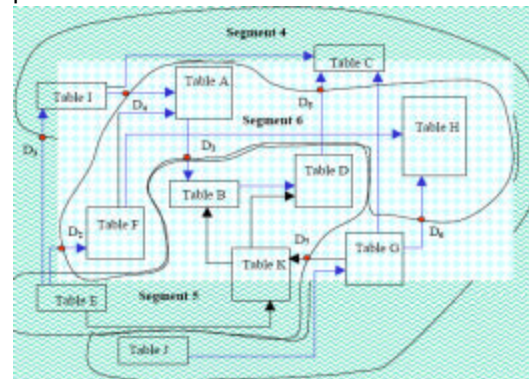 Segment 4
Table C
Table A
Table I
D4
D5
Table H
Segment 6
D3
Table D
Table B
Table F
D2
D7
Table G
D6
Table K
Table E
Segment 5
Table J